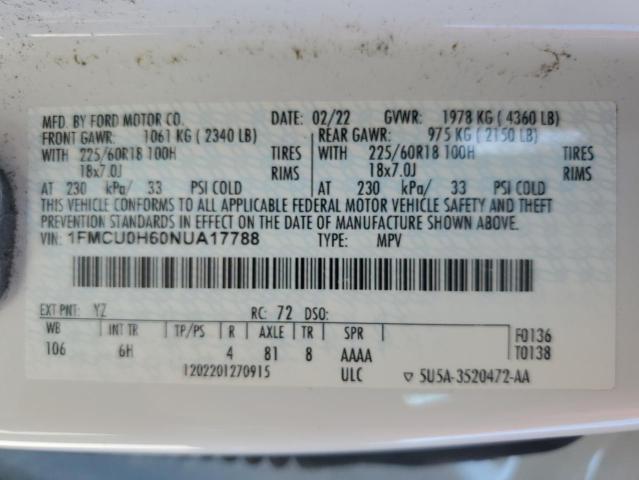 MFD. BY FORD MOTOR CO. DATE: 02/22 GVWR: 1978 KG ( 4360 LB)
FRONT GAWR: 1061 KG ( 2340 LB) REAR GAWR: 975 KG ( 2150 LB)
WITH 225/60R18 100H TIRES WITH 225/60R18 100H TIRES
18x7.0J RIMS 18x7.0J RIMS
AT 230 kPa/ 33 PSI COLD AT 230 kPa/ 33 PSI COLD
THIS VEHICLE CONFORMS TO ALL APPLICABLE FEDERAL MOTOR VEHICLE SAFETY AND THEFT
PREVENTION STANDARDS IN EFFECT ON THE DATE OF MANUFACTURE SHOWN ABOVE.
VIN: 1FMCU0H60NUA17788 TYPE: MPV
EXT PNT: YZ RC: 72 DSO:
WB INT TR TP/PS R AXLE TR SPR F0136
106 6H 4 81 8 AAAA T0138
1202201270915 ULC ▽ 5U5A-3520472-AA